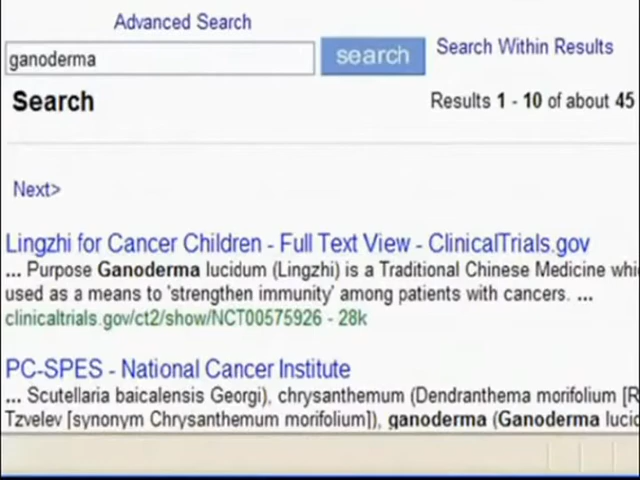 Advanced Search
ganoderma search Search Within Results
Search Results 1 - 10 of about 45
Next>
Lingzhi for Cancer Children - Full Text View - ClinicalTrials.gov
... Purpose Ganoderma lucidum (Lingzhi) is a Traditional Chinese Medicine whi
used as a means to 'strengthen immunity' among patients with cancers. ...
clinicaltrials.gov/ct2/show/NCT00575926 - 28k
PC-SPES - National Cancer Institute
... Scutellaria baicalensis Georgi), chrysanthemum (Dendranthema morifolium [R
Tzvelev [synonym Chrysanthemum morifolium]), ganoderma (Ganoderma lucid